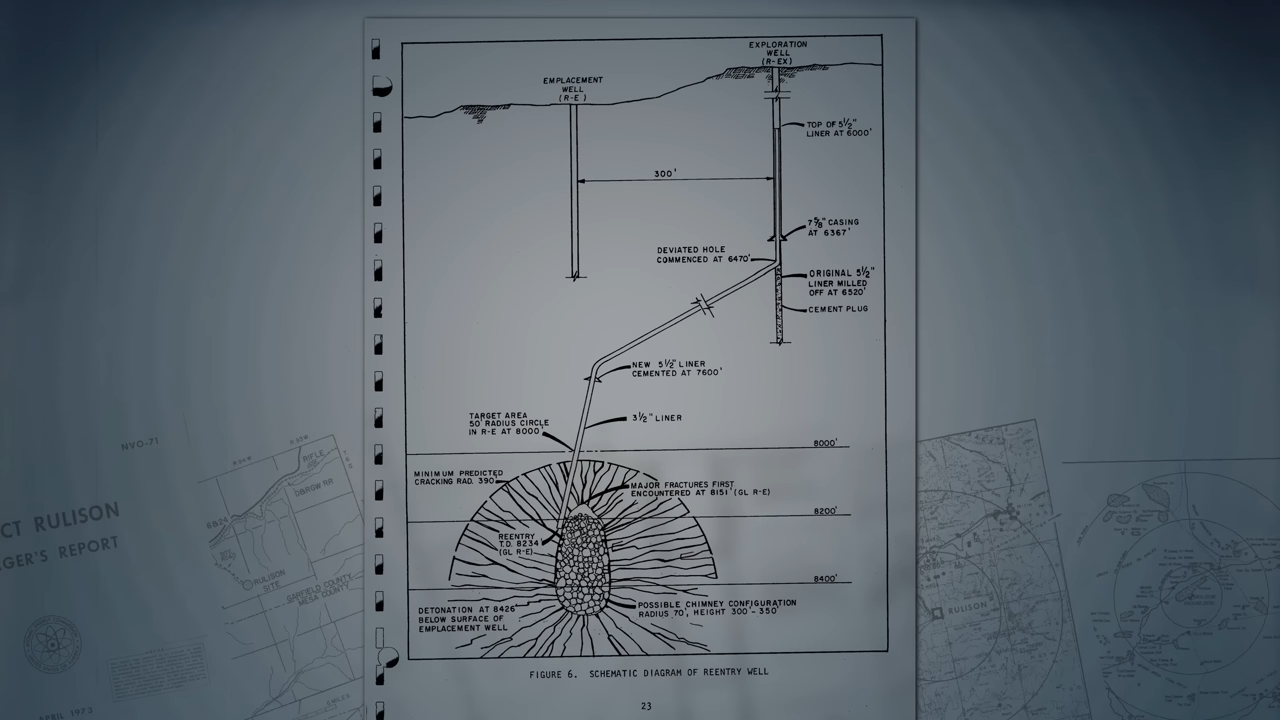 EXPLORATION
WELL
(R-EX)
EMPLACEMENT
WELL
(R-E)
TOP OF 5½"
LINER AT 6000'
300'
7⅝" CASING
AT 6367'
DEVIATED HOLE
COMMENCED AT 6470'
ORIGINAL 5½"
LINER MILLED
OFF AT 6520'
CEMENT PLUG
NEW 5½" LINER
CEMENTED AT 7600'
TARGET AREA
50' RADIUS CIRCLE
IN R-E AT 8000'
3½" LINER
8000'
MINIMUM PREDICTED
CRACKING RAD. 390'
MAJOR FRACTURES FIRST
ENCOUNTERED AT 8151' (GL R-E)
8200'
REENTRY
T.D. 8234'
(GL R-E)
8400'
DETONATION AT 8426'
BELOW SURFACE OF
EMPLACEMENT WELL
POSSIBLE CHIMNEY CONFIGURATION
RADIUS 70', HEIGHT 300'-350'
FIGURE 6. SCHEMATIC DIAGRAM OF REENTRY WELL
23
NVO-71
CT RULISON
GER'S REPORT
APRIL 1973
RIFLE
6824
RULISON
SITE
GARFIELD COUNTY
MESA COUNTY
MILES
RULISON